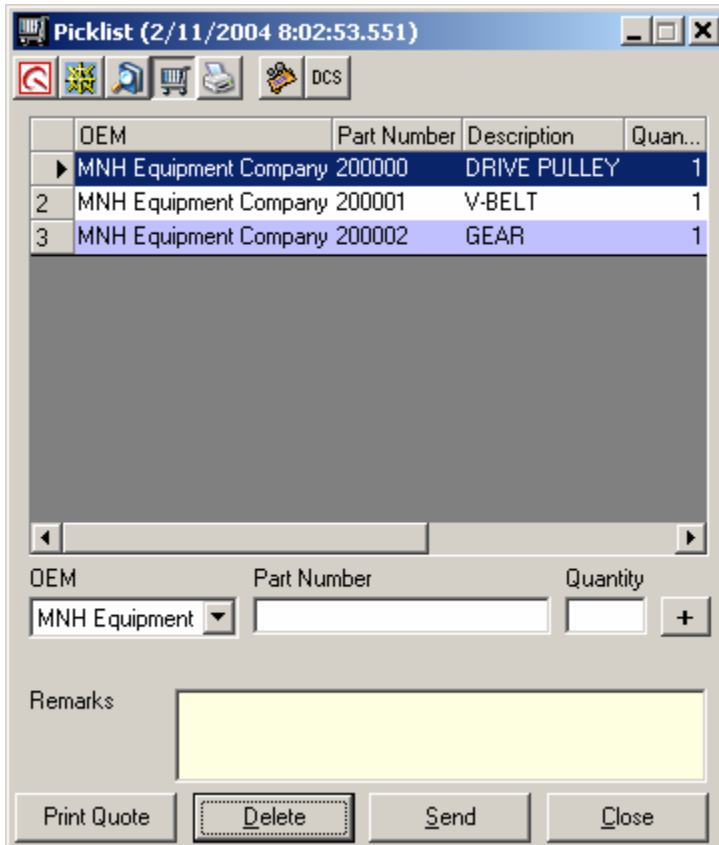 Picklist (2/11/2004 8:02:53.551)
DCS
OEM Part Number Description Quan...
MNH Equipment Company 200000 DRIVE PULLEY 1
2 MNH Equipment Company 200001 V-BELT 1
3 MNH Equipment Company 200002 GEAR 1
OEM Part Number Quantity
MNH Equipment +
Remarks
Print Quote Delete Send Close